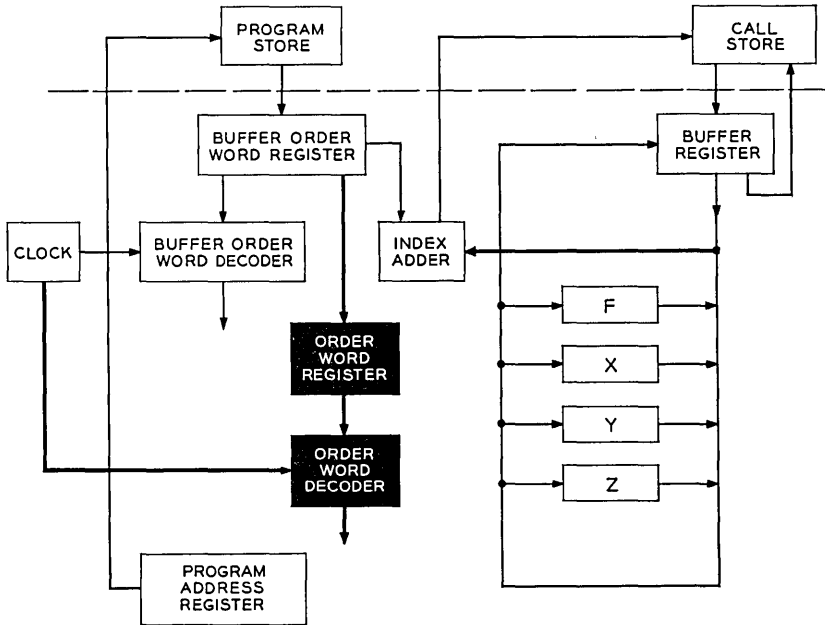 PROGRAM
STORE
CALL
STORE
BUFFER ORDER
WORD REGISTER
BUFFER
REGISTER
CLOCK
BUFFER ORDER
WORD DECODER
INDEX
ADDER
F
ORDER
WORD
REGISTER
X
Y
ORDER
WORD
DECODER
Z
PROGRAM
ADDRESS
REGISTER